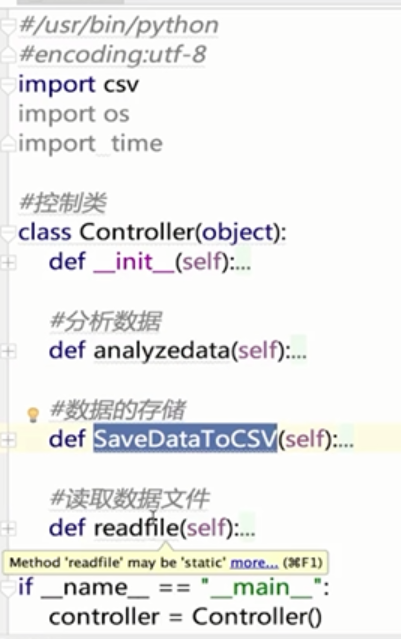 #/usr/bin/python
#encoding:utf-8
import csv
import os
import time
#控制类
class Controller(object):
def __init__(self):...
#分析数据
def analyzedata(self):...
#数据的存储
def SaveDataToCSV(self):...
#读取数据文件
def readfile(self):...
Method 'readfile' may be 'static' more... (⌘F1)
if __name__ == "__main__":
controller = Controller()